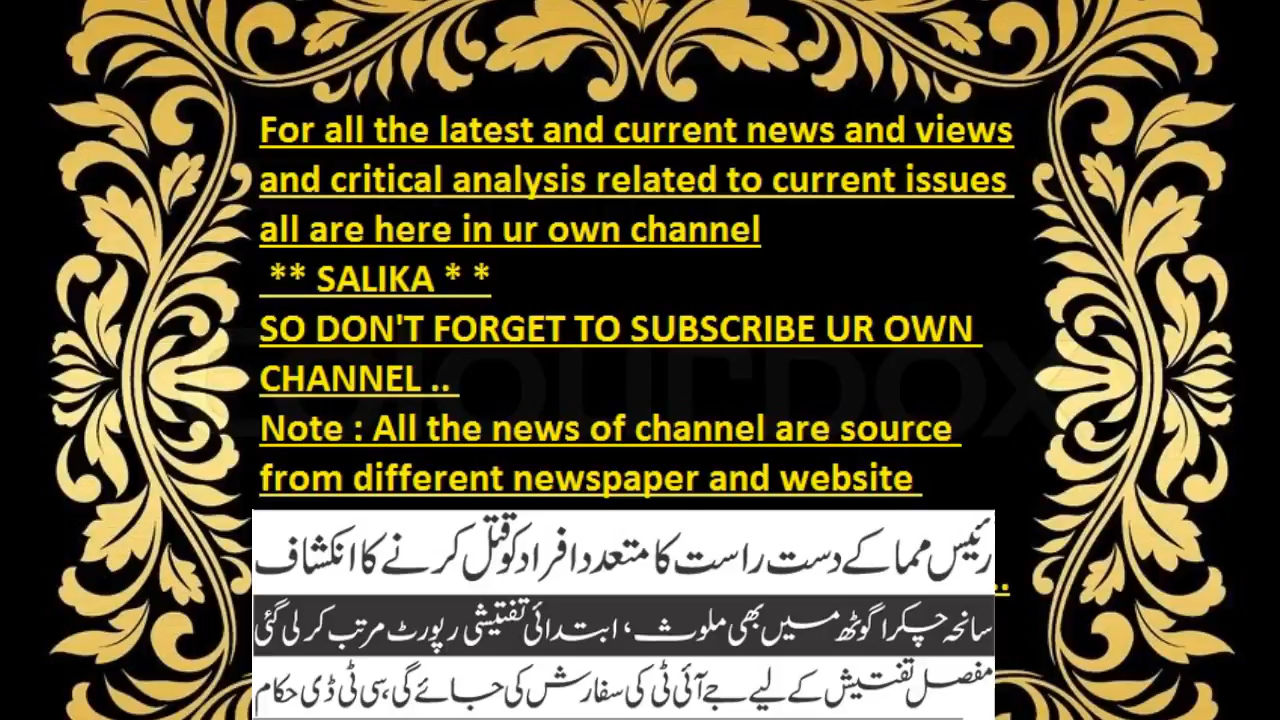 For all the latest and current news and views
and critical analysis related to current issues
all are here in ur own channel
** SALIKA * *
SO DON'T FORGET TO SUBSCRIBE UR OWN
CHANNEL ..
Note : All the news of channel are source
from different newspaper and website
رئیس مما کے دست راست کا متعدد افراد کو قتل کرنے کا انکشاف
..
سانحہ چکرا گوٹھ میں بھی ملوث، ابتدائی تفتیشی رپورٹ مرتب کر لی گئی
مفصل تفتیش کے لیے جے آئی ٹی کی سفارش کی جائے گی، سی ٹی ڈی حکام